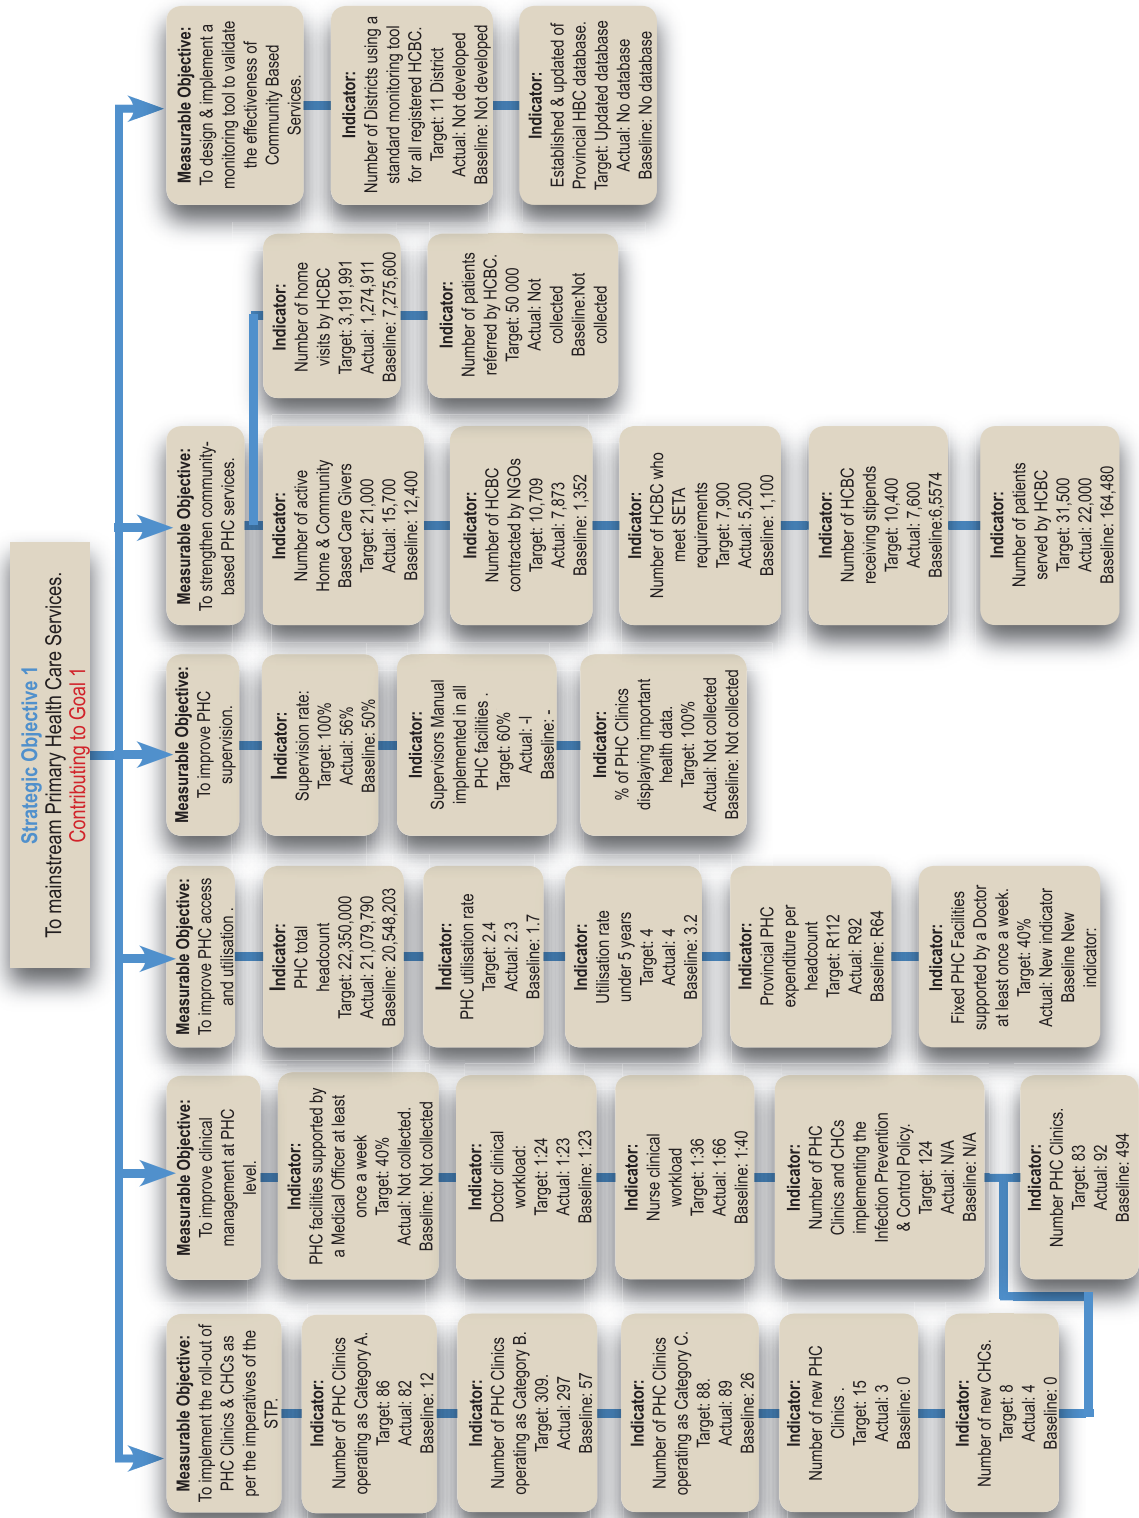 Strategic Objective 1
To mainstream Primary Health Care Services.
Contributing to Goal 1
Measurable Objective:
To implement the roll-out of
PHC Clinics & CHCs as
per the imperatives of the
STP.
Indicator:
Number of PHC Clinics
operating as Category A.
Target: 86
Actual: 82
Baseline: 12
Indicator:
Number of PHC Clinics
operating as Category B.
Target: 309.
Actual: 297
Baseline: 57
Indicator:
Number of PHC Clinics
operating as Category C.
Target: 88.
Actual: 89
Baseline: 26
Indicator:
Number of new PHC
Clinics .
Target: 15
Actual: 3
Baseline: 0
Indicator:
Number of new CHCs.
Target: 8
Actual: 4
Baseline: 0
Measurable Objective:
To improve clinical
management at PHC
level.
Indicator:
PHC facilities supported by
a Medical Officer at least
once a week
Target: 40%
Actual: Not collected.
Baseline: Not collected
Indicator:
Doctor clinical
workload:
Target: 1:24
Actual: 1:23
Baseline: 1:23
Indicator:
Nurse clinical
workload
Target: 1:36
Actual: 1:66
Baseline: 1:40
Indicator:
Number of PHC
Clinics and CHCs
implementing the
Infection Prevention
& Control Policy.
Target: 124
Actual: N/A
Baseline: N/A
Indicator:
Number PHC Clinics.
Target: 83
Actual: 92
Baseline: 494
Measurable Objective:
To improve PHC access
and utilisation .
Indicator:
PHC total
headcount
Target: 22,350,000
Actual: 21,079,790
Baseline: 20,548,203
Indicator:
PHC utilisation rate
Target: 2.4
Actual: 2.3
Baseline: 1.7
Indicator:
Utilisation rate
under 5 years
Target: 4
Actual: 4
Baseline: 3.2
Indicator:
Provincial PHC
expenditure per
headcount
Target: R112
Actual: R92
Baseline: R64
Indicator:
Fixed PHC Facilities
supported by a Doctor
at least once a week.
Target: 40%
Actual: New indicator
Baseline New
indicator:
Measurable Objective:
To improve PHC
supervision.
Indicator:
Supervision rate:
Target: 100%
Actual: 56%
Baseline: 50%
Indicator:
Supervisors Manual
implemented in all
PHC facilities .
Target: 60%
Actual: -I
Baseline: -
Indicator:
% of PHC Clinics
displaying important
health data.
Target: 100%
Actual: Not collected
Baseline: Not collected
Measurable Objective:
To strengthen community-
based PHC services.
Indicator:
Number of active
Home & Community
Based Care Givers
Target: 21,000
Actual: 15,700
Baseline: 12,400
Indicator:
Number of HCBC
contracted by NGOs
Target: 10,709
Actual: 7,873
Baseline: 1,352
Indicator:
Number of HCBC who
meet SETA
requirements
Target: 7,900
Actual: 5,200
Baseline: 1,100
Indicator:
Number of HCBC
receiving stipends
Target: 10,400
Actual: 7,600
Baseline:6,5574
Indicator:
Number of patients
served by HCBC
Target: 31,500
Actual: 22,000
Baseline: 164,480
Indicator:
Number of home
visits by HCBC
Target: 3,191,991
Actual: 1,274,911
Baseline: 7,275,600
Indicator:
Number of patients
referred by HCBC.
Target: 50 000
Actual: Not
collected
Baseline:Not
collected
Measurable Objective:
To design & implement a
monitoring tool to validate
the effectiveness of
Community Based
Services.
Indicator:
Number of Districts using a
standard monitoring tool
for all registered HCBC.
Target: 11 District
Actual: Not developed
Baseline: Not developed
Indicator:
Established & updated of
Provincial HBC database.
Target: Updated database
Actual: No database
Baseline: No database